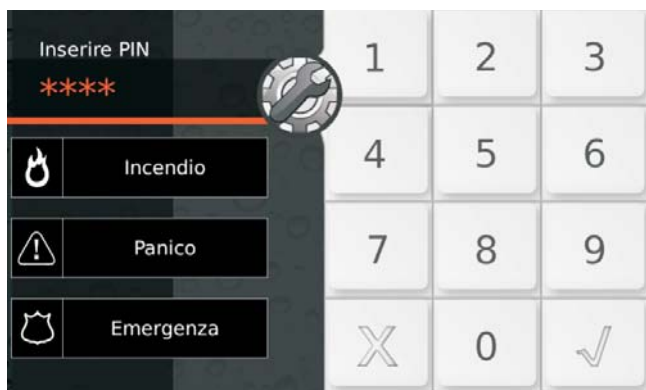 Inserire PIN
****
Incendio
Panico
Emergenza
1 2 3
4 5 6
7 8 9
X 0 √